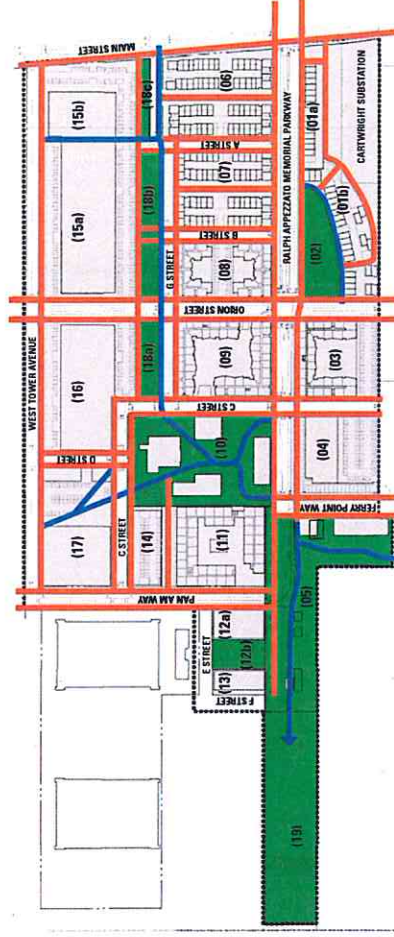 MAIN STREET
WEST TOWER AVENUE
(15b)
(15a)
(16)
(17)
D STREET
C STREET
(14)
(18c)
(18b)
(18a)
G STREET
(06)
A STREET
(07)
B STREET
(08)
ORION STREET
(09)
C STREET
(10)
(11)
PAN AM WAY
E STREET
(12a)
(12b)
(13)
F STREET
RALPH APPEZZATO MEMORIAL PARKWAY
(01a)
CARTWRIGHT SUBSTATION
(01b)
(02)
(03)
(04)
FERRY POINT WAY
(05)
(19)